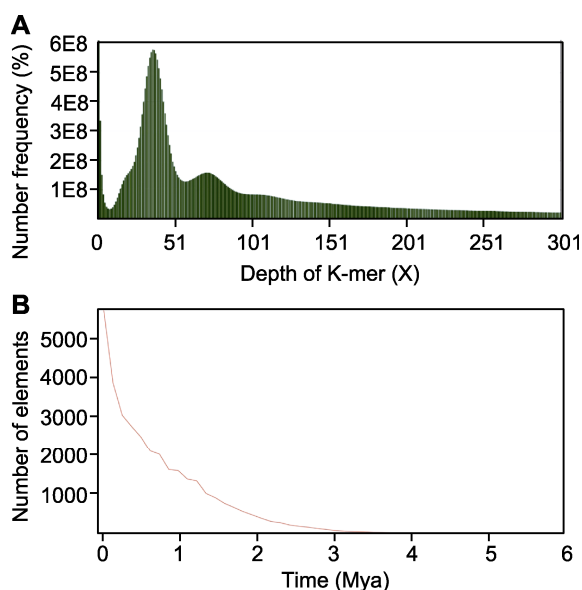 A
Number frequency (%)
6E8
5E8
4E8
3E8
2E8
1E8
0 51 101 151 201 251 301
Depth of K-mer (X)
B
Number of elements
5000
4000
3000
2000
1000
0 1 2 3 4 5 6
Time (Mya)